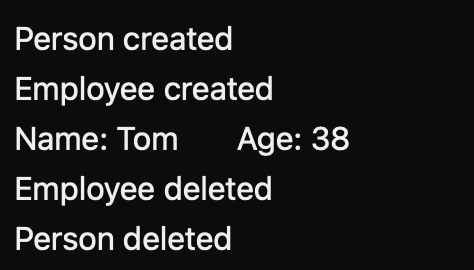 Person created
Employee created
Name: Tom	Age: 38
Employee deleted
Person deleted